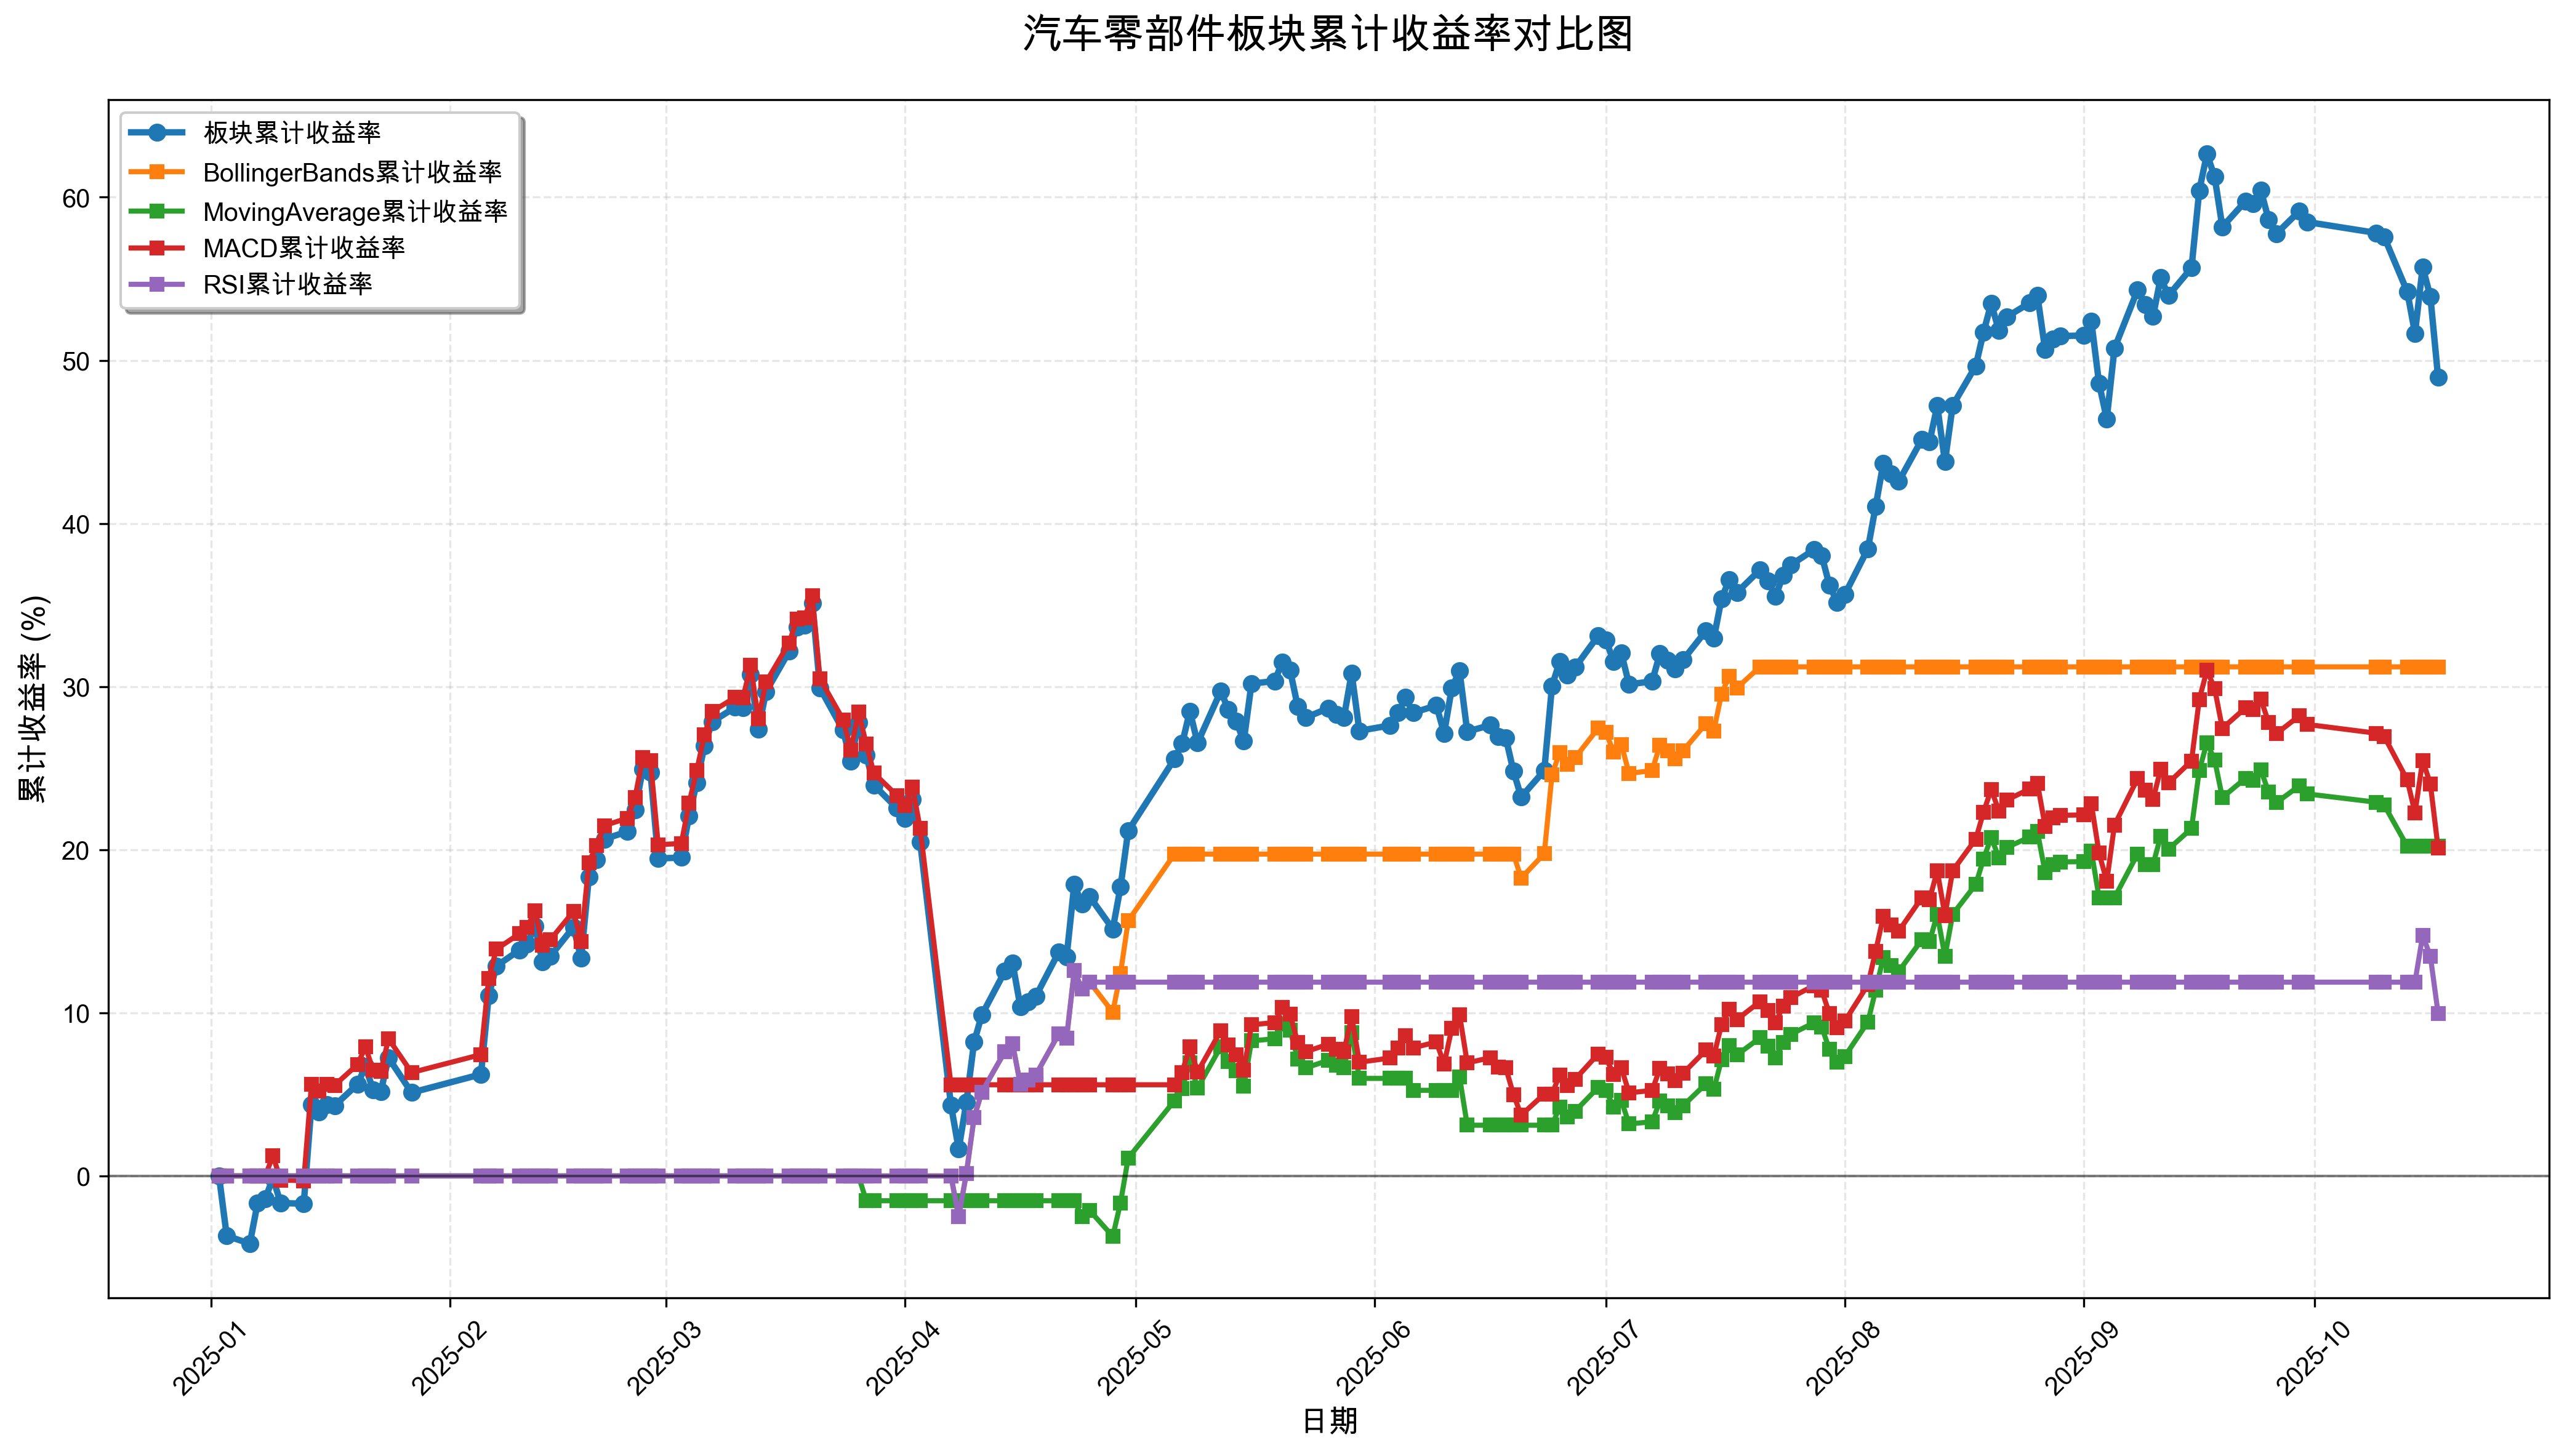 汽车零部件板块累计收益率对比图
板块累计收益率
BollingerBands累计收益率
MovingAverage累计收益率
MACD累计收益率
RSI累计收益率
累计收益率 (%)
60
50
40
30
20
10
0
2025-01
2025-02
2025-03
2025-04
2025-05
2025-06
2025-07
2025-08
2025-09
2025-10
日期